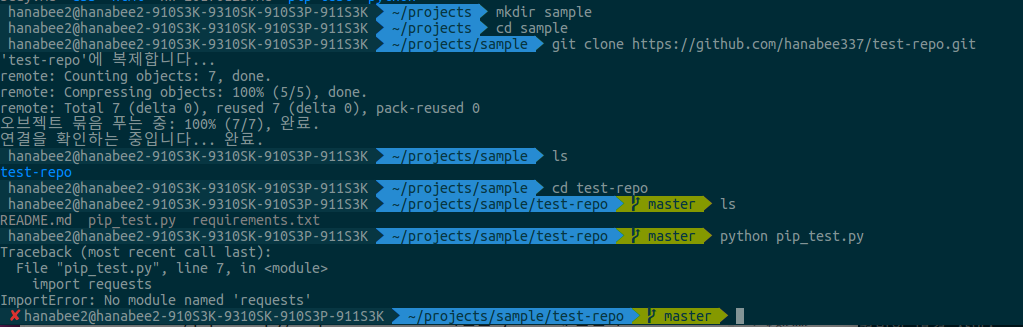 hanabee2@hanabee2-910S3K-9310SK-910S3P-911S3K ~/projects mkdir sample
hanabee2@hanabee2-910S3K-9310SK-910S3P-911S3K ~/projects cd sample
hanabee2@hanabee2-910S3K-9310SK-910S3P-911S3K ~/projects/sample git clone https://github.com/hanabee337/test-repo.git
'test-repo'에 복제합니다...
remote: Counting objects: 7, done.
remote: Compressing objects: 100% (5/5), done.
remote: Total 7 (delta 0), reused 7 (delta 0), pack-reused 0
오브젝트 묶음 푸는 중: 100% (7/7), 완료.
연결을 확인하는 중입니다... 완료.
hanabee2@hanabee2-910S3K-9310SK-910S3P-911S3K ~/projects/sample ls
test-repo
hanabee2@hanabee2-910S3K-9310SK-910S3P-911S3K ~/projects/sample cd test-repo
hanabee2@hanabee2-910S3K-9310SK-910S3P-911S3K ~/projects/sample/test-repo master ls
README.md pip_test.py requirements.txt
hanabee2@hanabee2-910S3K-9310SK-910S3P-911S3K ~/projects/sample/test-repo master python pip_test.py
Traceback (most recent call last):
File "pip_test.py", line 7, in <module>
import requests
ImportError: No module named 'requests'
✘hanabee2@hanabee2-910S3K-9310SK-910S3P-911S3K ~/projects/sample/test-repo master